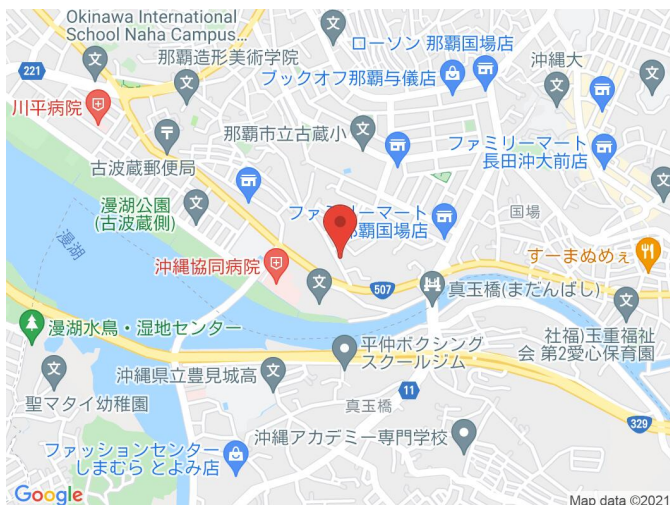 Okinawa International
School Naha Campus...
那覇造形美術学院
ローソン 那覇国場店
沖縄大
221
ブックオフ那覇与儀店
川平病院
那覇市立古蔵小
ファミリーマート
長田沖大前店
古波蔵郵便局
漫湖公園
(古波蔵側)
ファミリーマート
那覇国場店
国場
漫湖
沖縄協同病院
すーまぬめぇ
507
真玉橋(まだんばし)
漫湖水鳥・湿地センター
平仲ボクシング
スクールジム
社福)玉重福祉
会 第2愛心保育園
沖縄県立豊見城高
11
聖マタイ幼稚園
真玉橋
329
ファッションセンター
しまむら とよみ店
沖縄アカデミー専門学校
Google
Map data ©2021